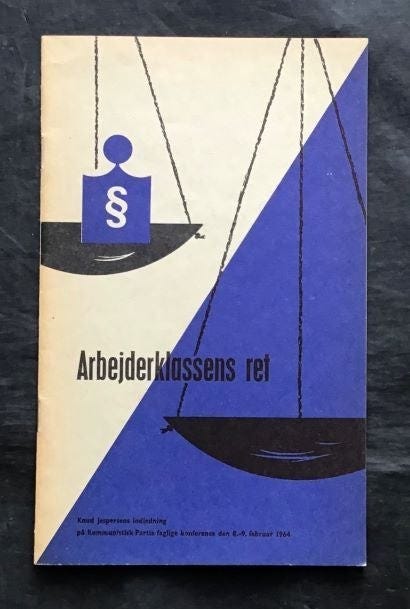 §
Arbejderklassens ret
Knud Jespersens indledning
på Kommunistisk Partis faglige konference den 8.-9. februar 1964